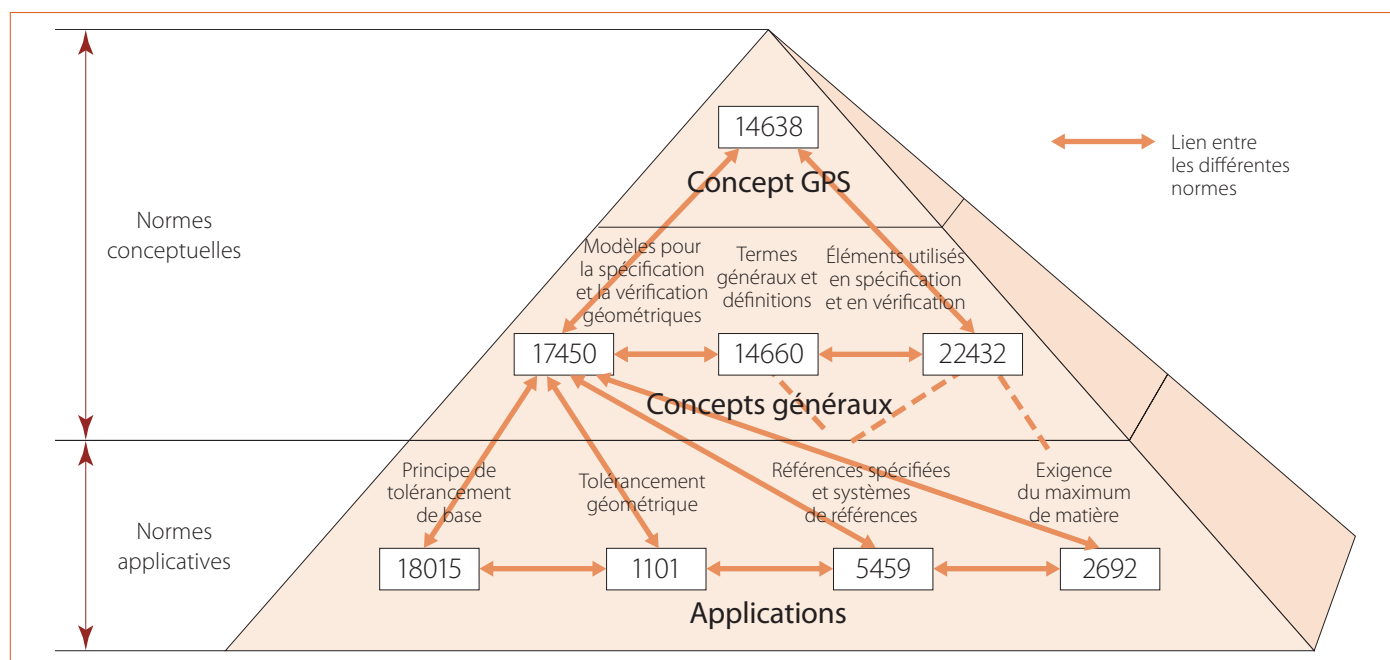 14638
Concept GPS
Lien entre
les différentes
normes
Normes
conceptuelles
Modèles pour
la spécification
et la vérification
géométriques
Termes
généraux et
définitions
Éléments utilisés
en spécification
et en vérification
17450
14660
22432
Concepts généraux
Principe de
tolérancement
de base
Tolérancement
géométrique
Références spécifiées
et systèmes
de références
Exigence
du maximum
de matière
Normes
applicatives
18015
1101
5459
2692
Applications